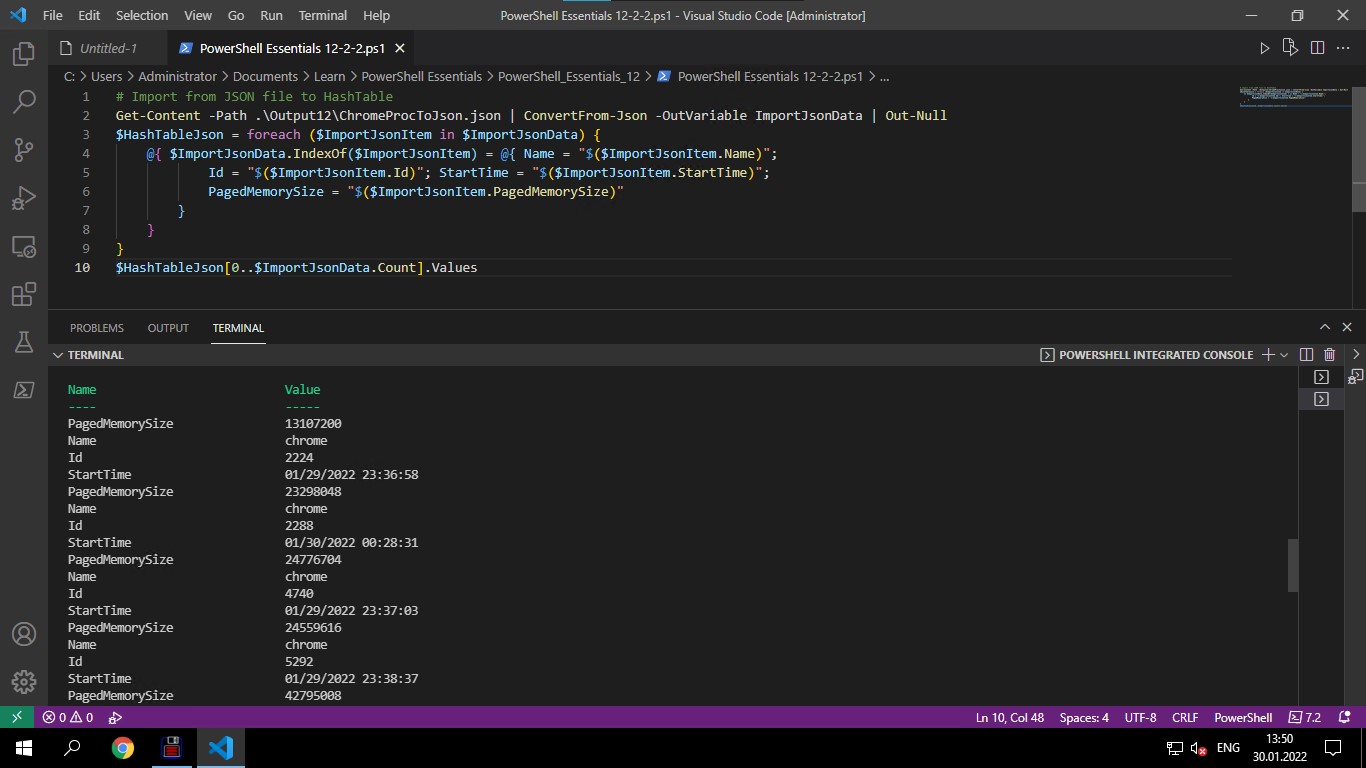 File Edit Selection View Go Run Terminal Help PowerShell Essentials 12-2-2.ps1 - Visual Studio Code [Administrator]
Untitled-1 PowerShell Essentials 12-2-2.ps1
C: > Users > Administrator > Documents > Learn > PowerShell Essentials > PowerShell_Essentials_12 > PowerShell Essentials 12-2-2.ps1 > ...
1 # Import from JSON file to HashTable
2 Get-Content -Path .\Output12\ChromeProcToJson.json | ConvertFrom-Json -OutVariable ImportJsonData | Out-Null
3 $HashTableJson = foreach ($ImportJsonItem in $ImportJsonData) {
4 @{ $ImportJsonData.IndexOf($ImportJsonItem) = @{ Name = "$($ImportJsonItem.Name)";
5 Id = "$($ImportJsonItem.Id)"; StartTime = "$($ImportJsonItem.StartTime)";
6 PagedMemorySize = "$($ImportJsonItem.PagedMemorySize)"
7 }
8 }
9 }
10 $HashTableJson[0..$ImportJsonData.Count].Values
PROBLEMS OUTPUT TERMINAL
TERMINAL POWERSHELL INTEGRATED CONSOLE
Name Value
---- -----
PagedMemorySize 13107200
Name chrome
Id 2224
StartTime 01/29/2022 23:36:58
PagedMemorySize 23298048
Name chrome
Id 2288
StartTime 01/30/2022 00:28:31
PagedMemorySize 24776704
Name chrome
Id 4740
StartTime 01/29/2022 23:37:03
PagedMemorySize 24559616
Name chrome
Id 5292
StartTime 01/29/2022 23:38:37
PagedMemorySize 42795008
0 0 Ln 10, Col 48 Spaces: 4 UTF-8 CRLF PowerShell 7.2
ENG 13:50
30.01.2022